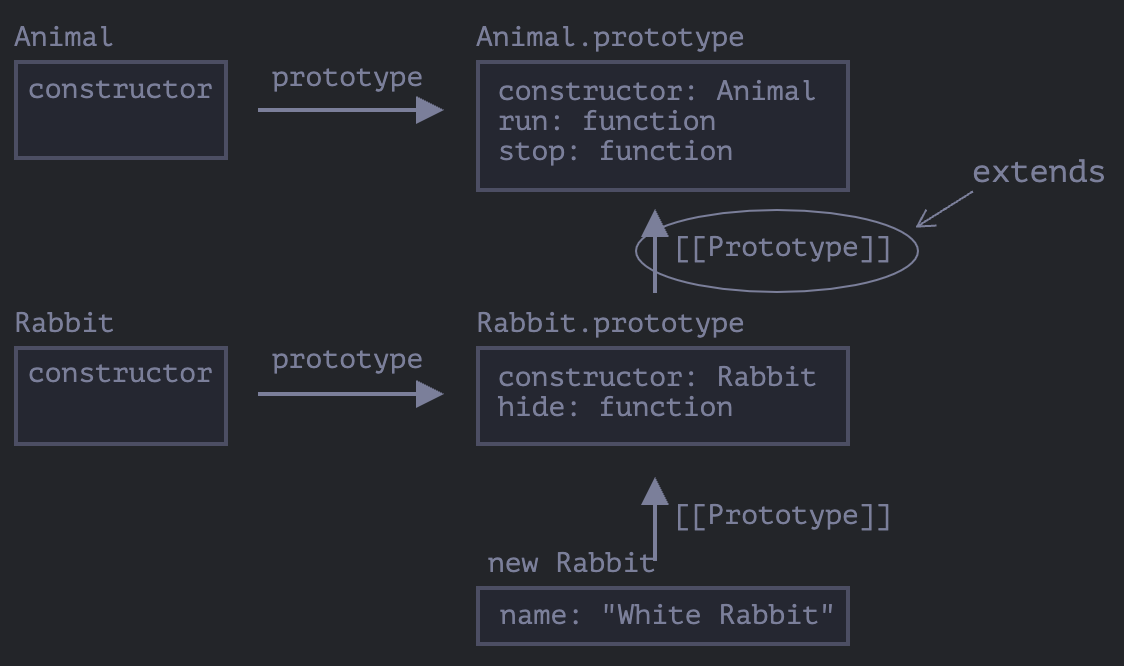 Animal
Animal.prototype
constructor
prototype
constructor: Animal
run: function
stop: function
extends
[[Prototype]]
Rabbit
Rabbit.prototype
constructor
prototype
constructor: Rabbit
hide: function
[[Prototype]]
new Rabbit
name: "White Rabbit"